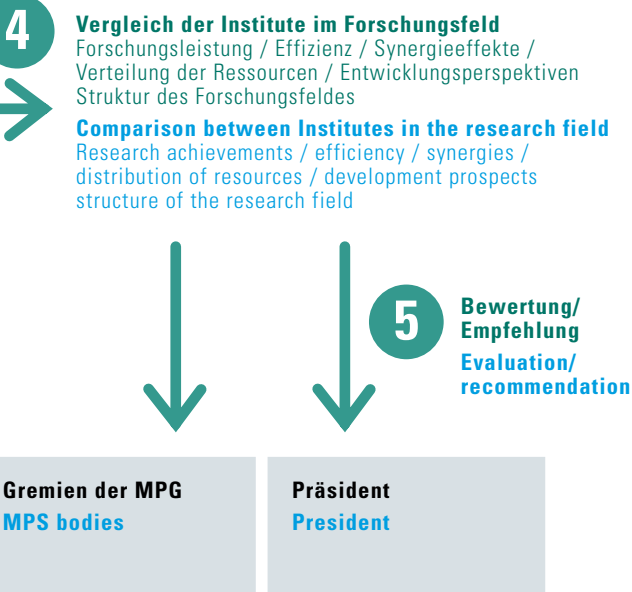 4
Vergleich der Institute im Forschungsfeld
Forschungsleistung / Effizienz / Synergieeffekte /
Verteilung der Ressourcen / Entwicklungsperspektiven
Struktur des Forschungsfeldes
Comparison between Institutes in the research field
Research achievements / efficiency / synergies /
distribution of resources / development prospects
structure of the research field
5
Bewertung/
Empfehlung
Evaluation/
recommendation
Gremien der MPG
MPS bodies
Präsident
President